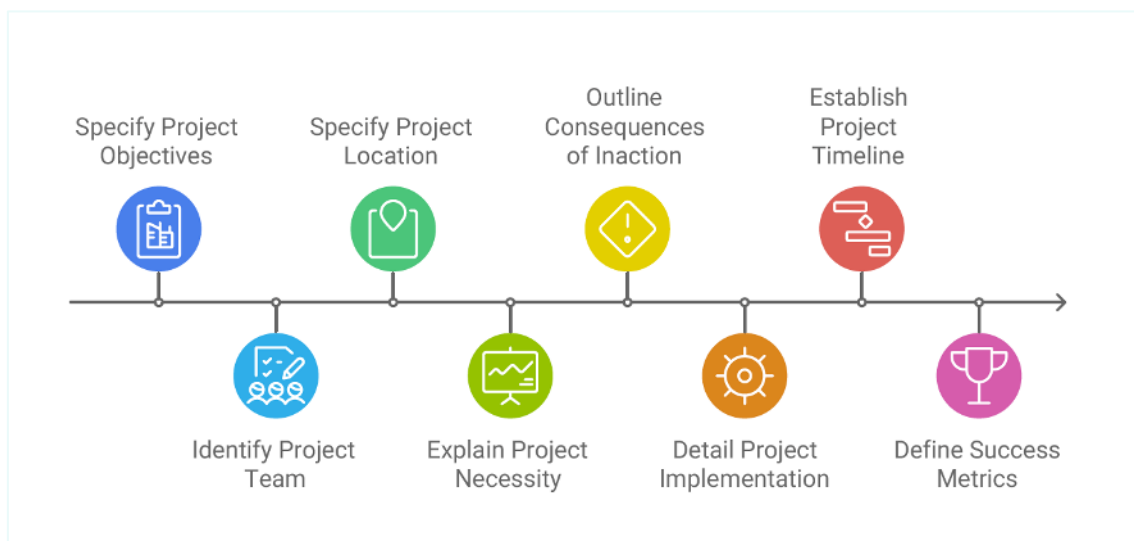 Specify Project
Objectives
Identify Project
Team
Specify Project
Location
Explain Project
Necessity
Outline
Consequences
of Inaction
Detail Project
Implementation
Establish
Project
Timeline
Define Success
Metrics